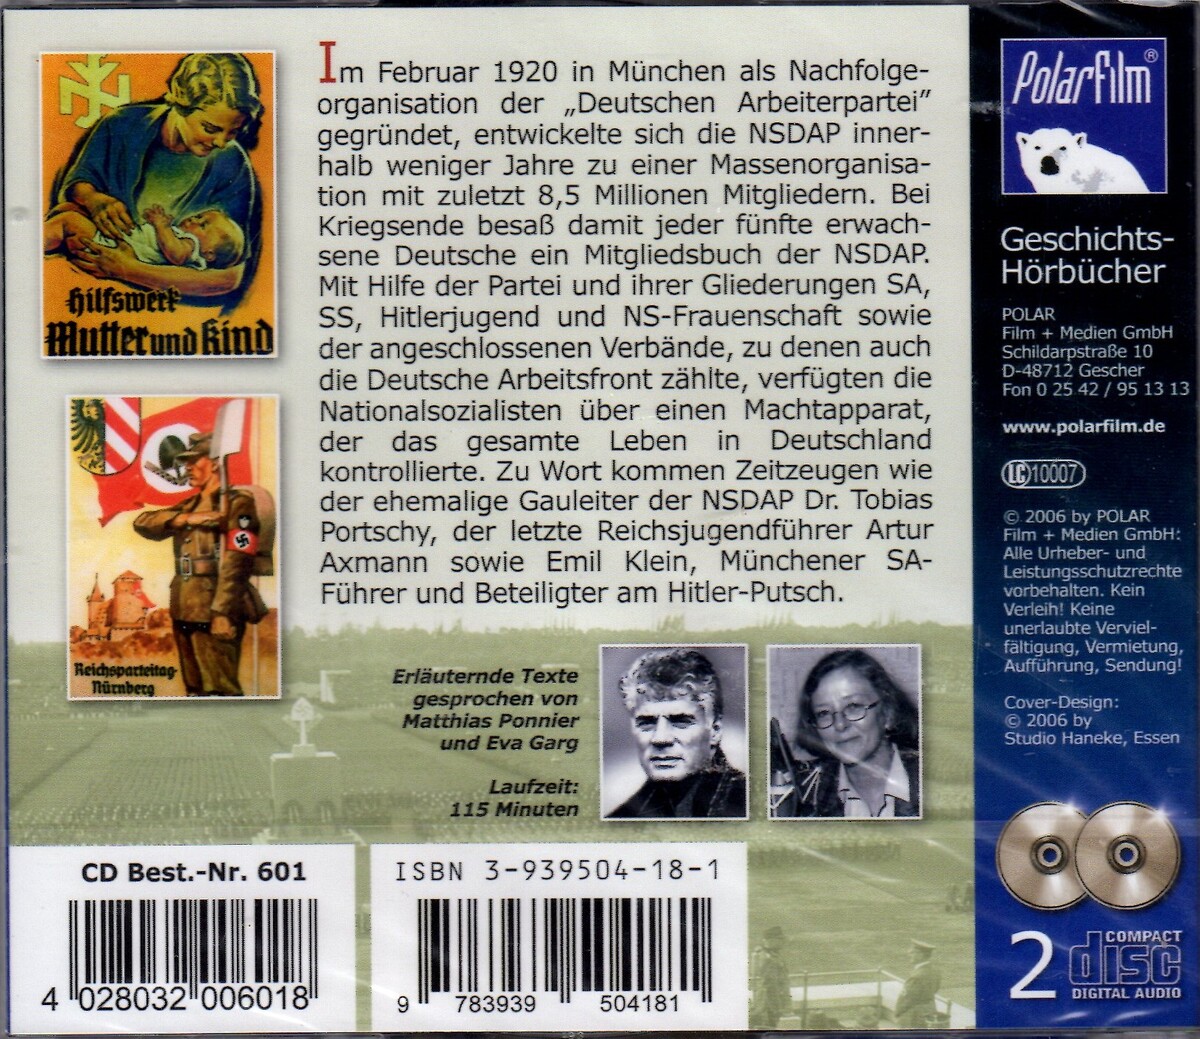 Hilfswerk
Mutter und Kind
Reichsparteitag
Nürnberg
Im Februar 1920 in München als Nachfolge-
organisation der „Deutschen Arbeiterpartei”
gegründet, entwickelte sich die NSDAP inner-
halb weniger Jahre zu einer Massenorganisa-
tion mit zuletzt 8,5 Millionen Mitgliedern. Bei
Kriegsende besaß damit jeder fünfte erwach-
sene Deutsche ein Mitgliedsbuch der NSDAP.
Mit Hilfe der Partei und ihrer Gliederungen SA,
SS, Hitlerjugend und NS-Frauenschaft sowie
der angeschlossenen Verbände, zu denen auch
die Deutsche Arbeitsfront zählte, verfügten die
Nationalsozialisten über einen Machtapparat,
der das gesamte Leben in Deutschland
kontrollierte. Zu Wort kommen Zeitzeugen wie
der ehemalige Gauleiter der NSDAP Dr. Tobias
Portschy, der letzte Reichsjugendführer Artur
Axmann sowie Emil Klein, Münchener SA-
Führer und Beteiligter am Hitler-Putsch.
Erläuternde Texte
gesprochen von
Matthias Ponnier
und Eva Garg
Laufzeit:
115 Minuten
CD Best.-Nr. 601
4 028032 006018
ISBN 3-939504-18-1
9 783939 504181
Polarfilm®
Geschichts-
Hörbücher
POLAR
Film + Medien GmbH
Schildarpstraße 10
D-48712 Gescher
Fon 0 25 42 / 95 13 13
www.polarfilm.de
LC 10007
© 2006 by POLAR
Film + Medien GmbH:
Alle Urheber- und
Leistungsschutzrechte
vorbehalten. Kein
Verleih! Keine
unerlaubte Verviel-
fältigung, Vermietung,
Aufführung, Sendung!
Cover-Design:
© 2006 by
Studio Haneke, Essen
2
COMPACT
disc
DIGITAL AUDIO